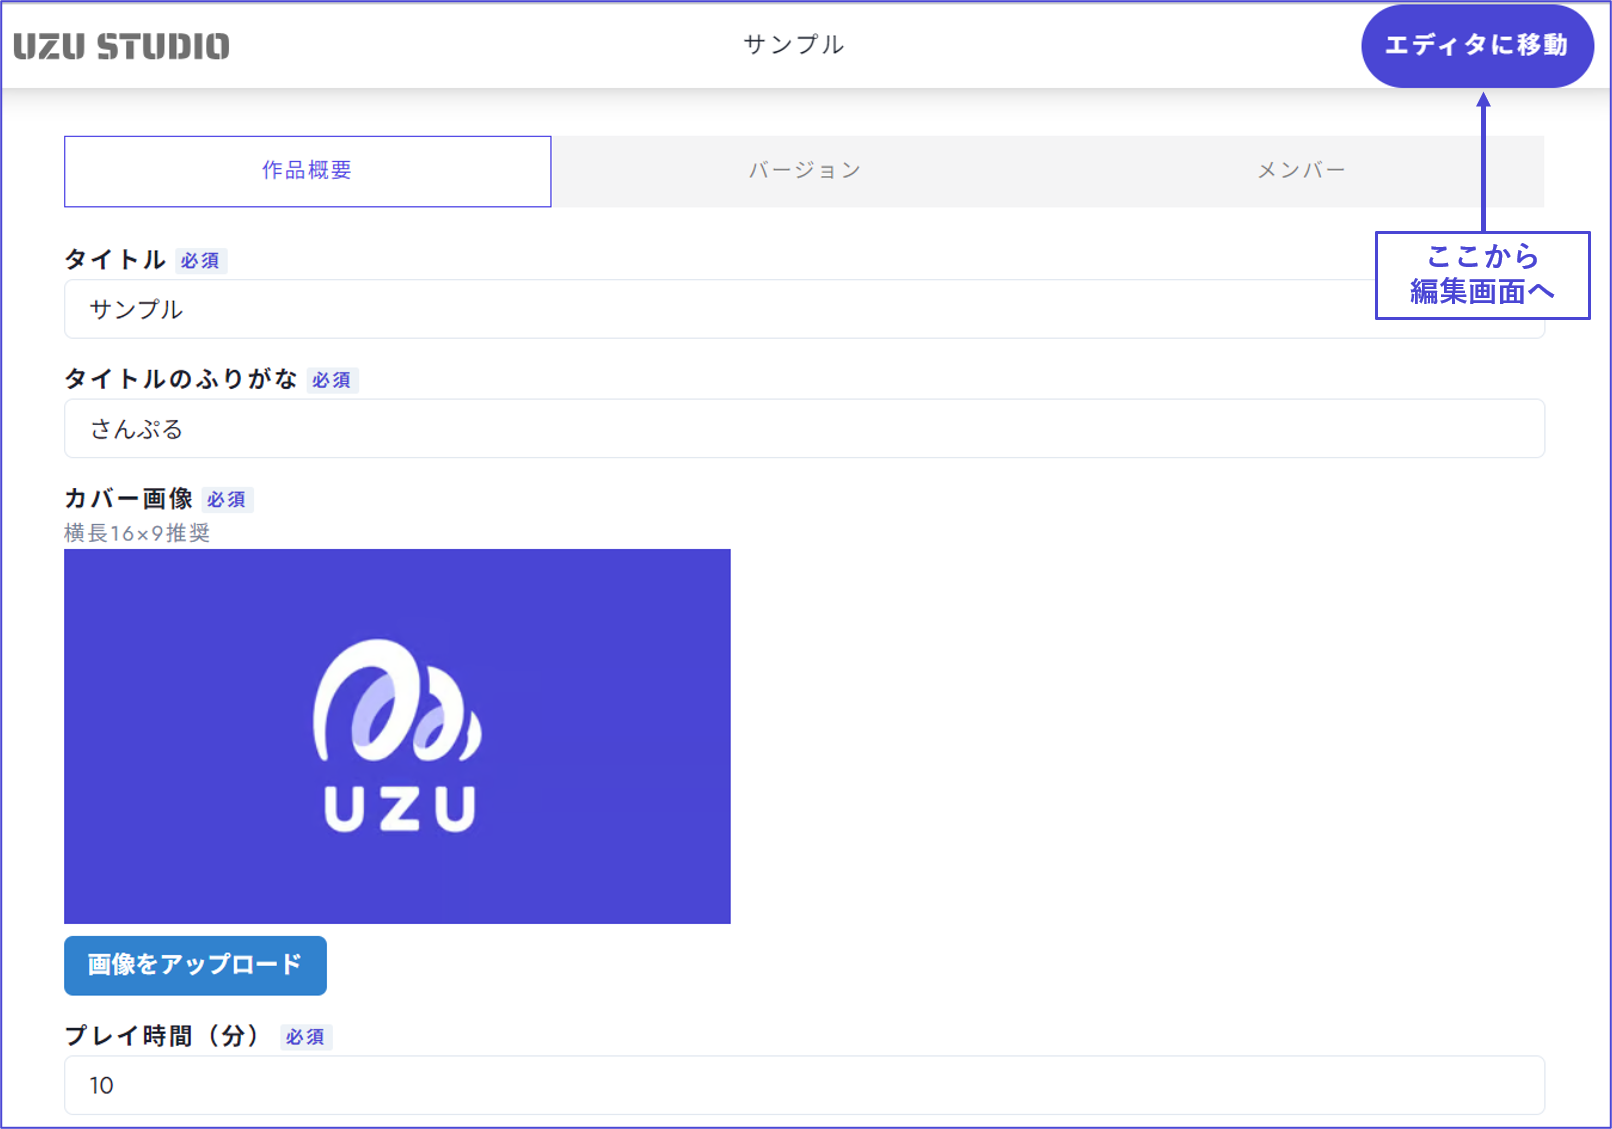 UZU STUDIO
サンプル
エディタに移動
作品概要
バージョン
メンバー
ここから
編集画面へ
タイトル 必須
サンプル
タイトルのふりがな 必須
さんぷる
カバー画像 必須
横長16×9推奨
UZU
画像をアップロード
プレイ時間（分） 必須
10